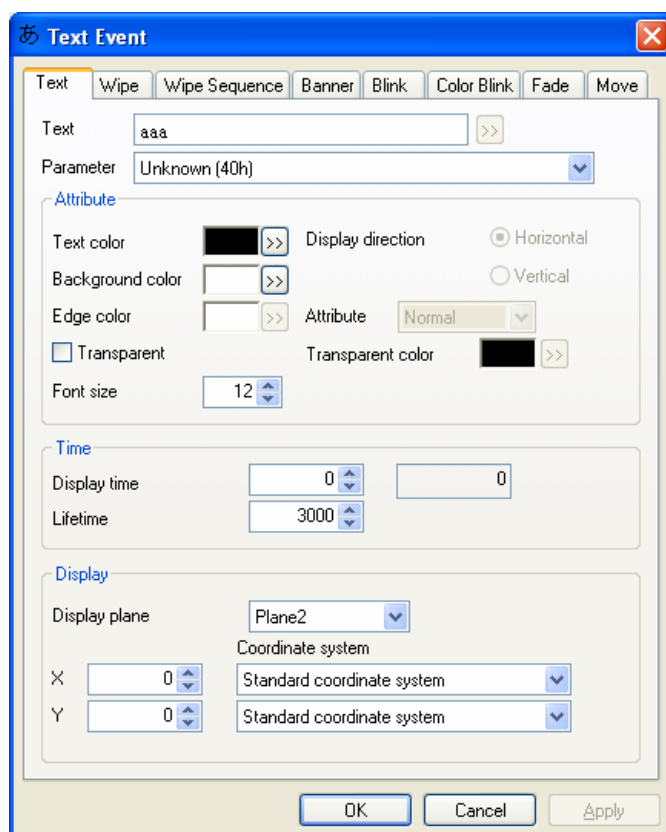 あ Text Event
Text Wipe Wipe Sequence Banner Blink Color Blink Fade Move
Text aaa >>
Parameter Unknown (40h)
Attribute
Text color >> Display direction Horizontal
Background color >> Vertical
Edge color >> Attribute Normal
Transparent Transparent color >>
Font size 12
Time
Display time 0 0
Lifetime 3000
Display
Display plane Plane2
Coordinate system
X 0 Standard coordinate system
Y 0 Standard coordinate system
OK Cancel Apply